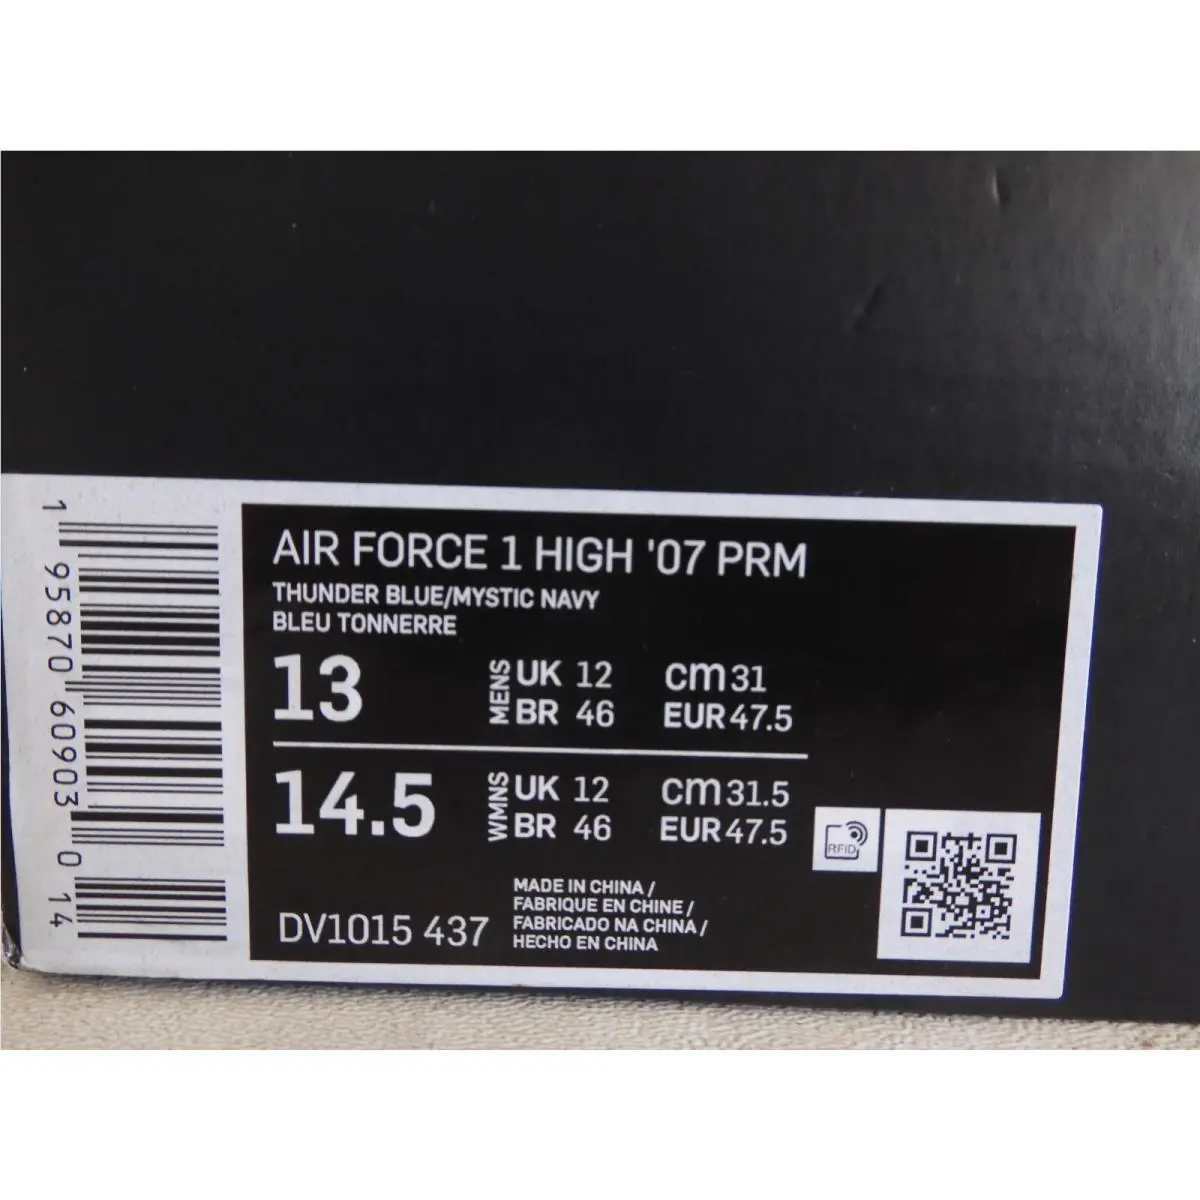 AIR FORCE 1 HIGH '07 PRM
THUNDER BLUE/MYSTIC NAVY
BLEU TONNERRE
13 MENS UK 12 cm 31
BR 46 EUR 47.5
14.5 WMNS UK 12 cm 31.5
BR 46 EUR 47.5
DV1015 437
MADE IN CHINA /
FABRIQUE EN CHINE /
FABRICADO NA CHINA /
HECHO EN CHINA
RFID
1 95870 60903 0 14